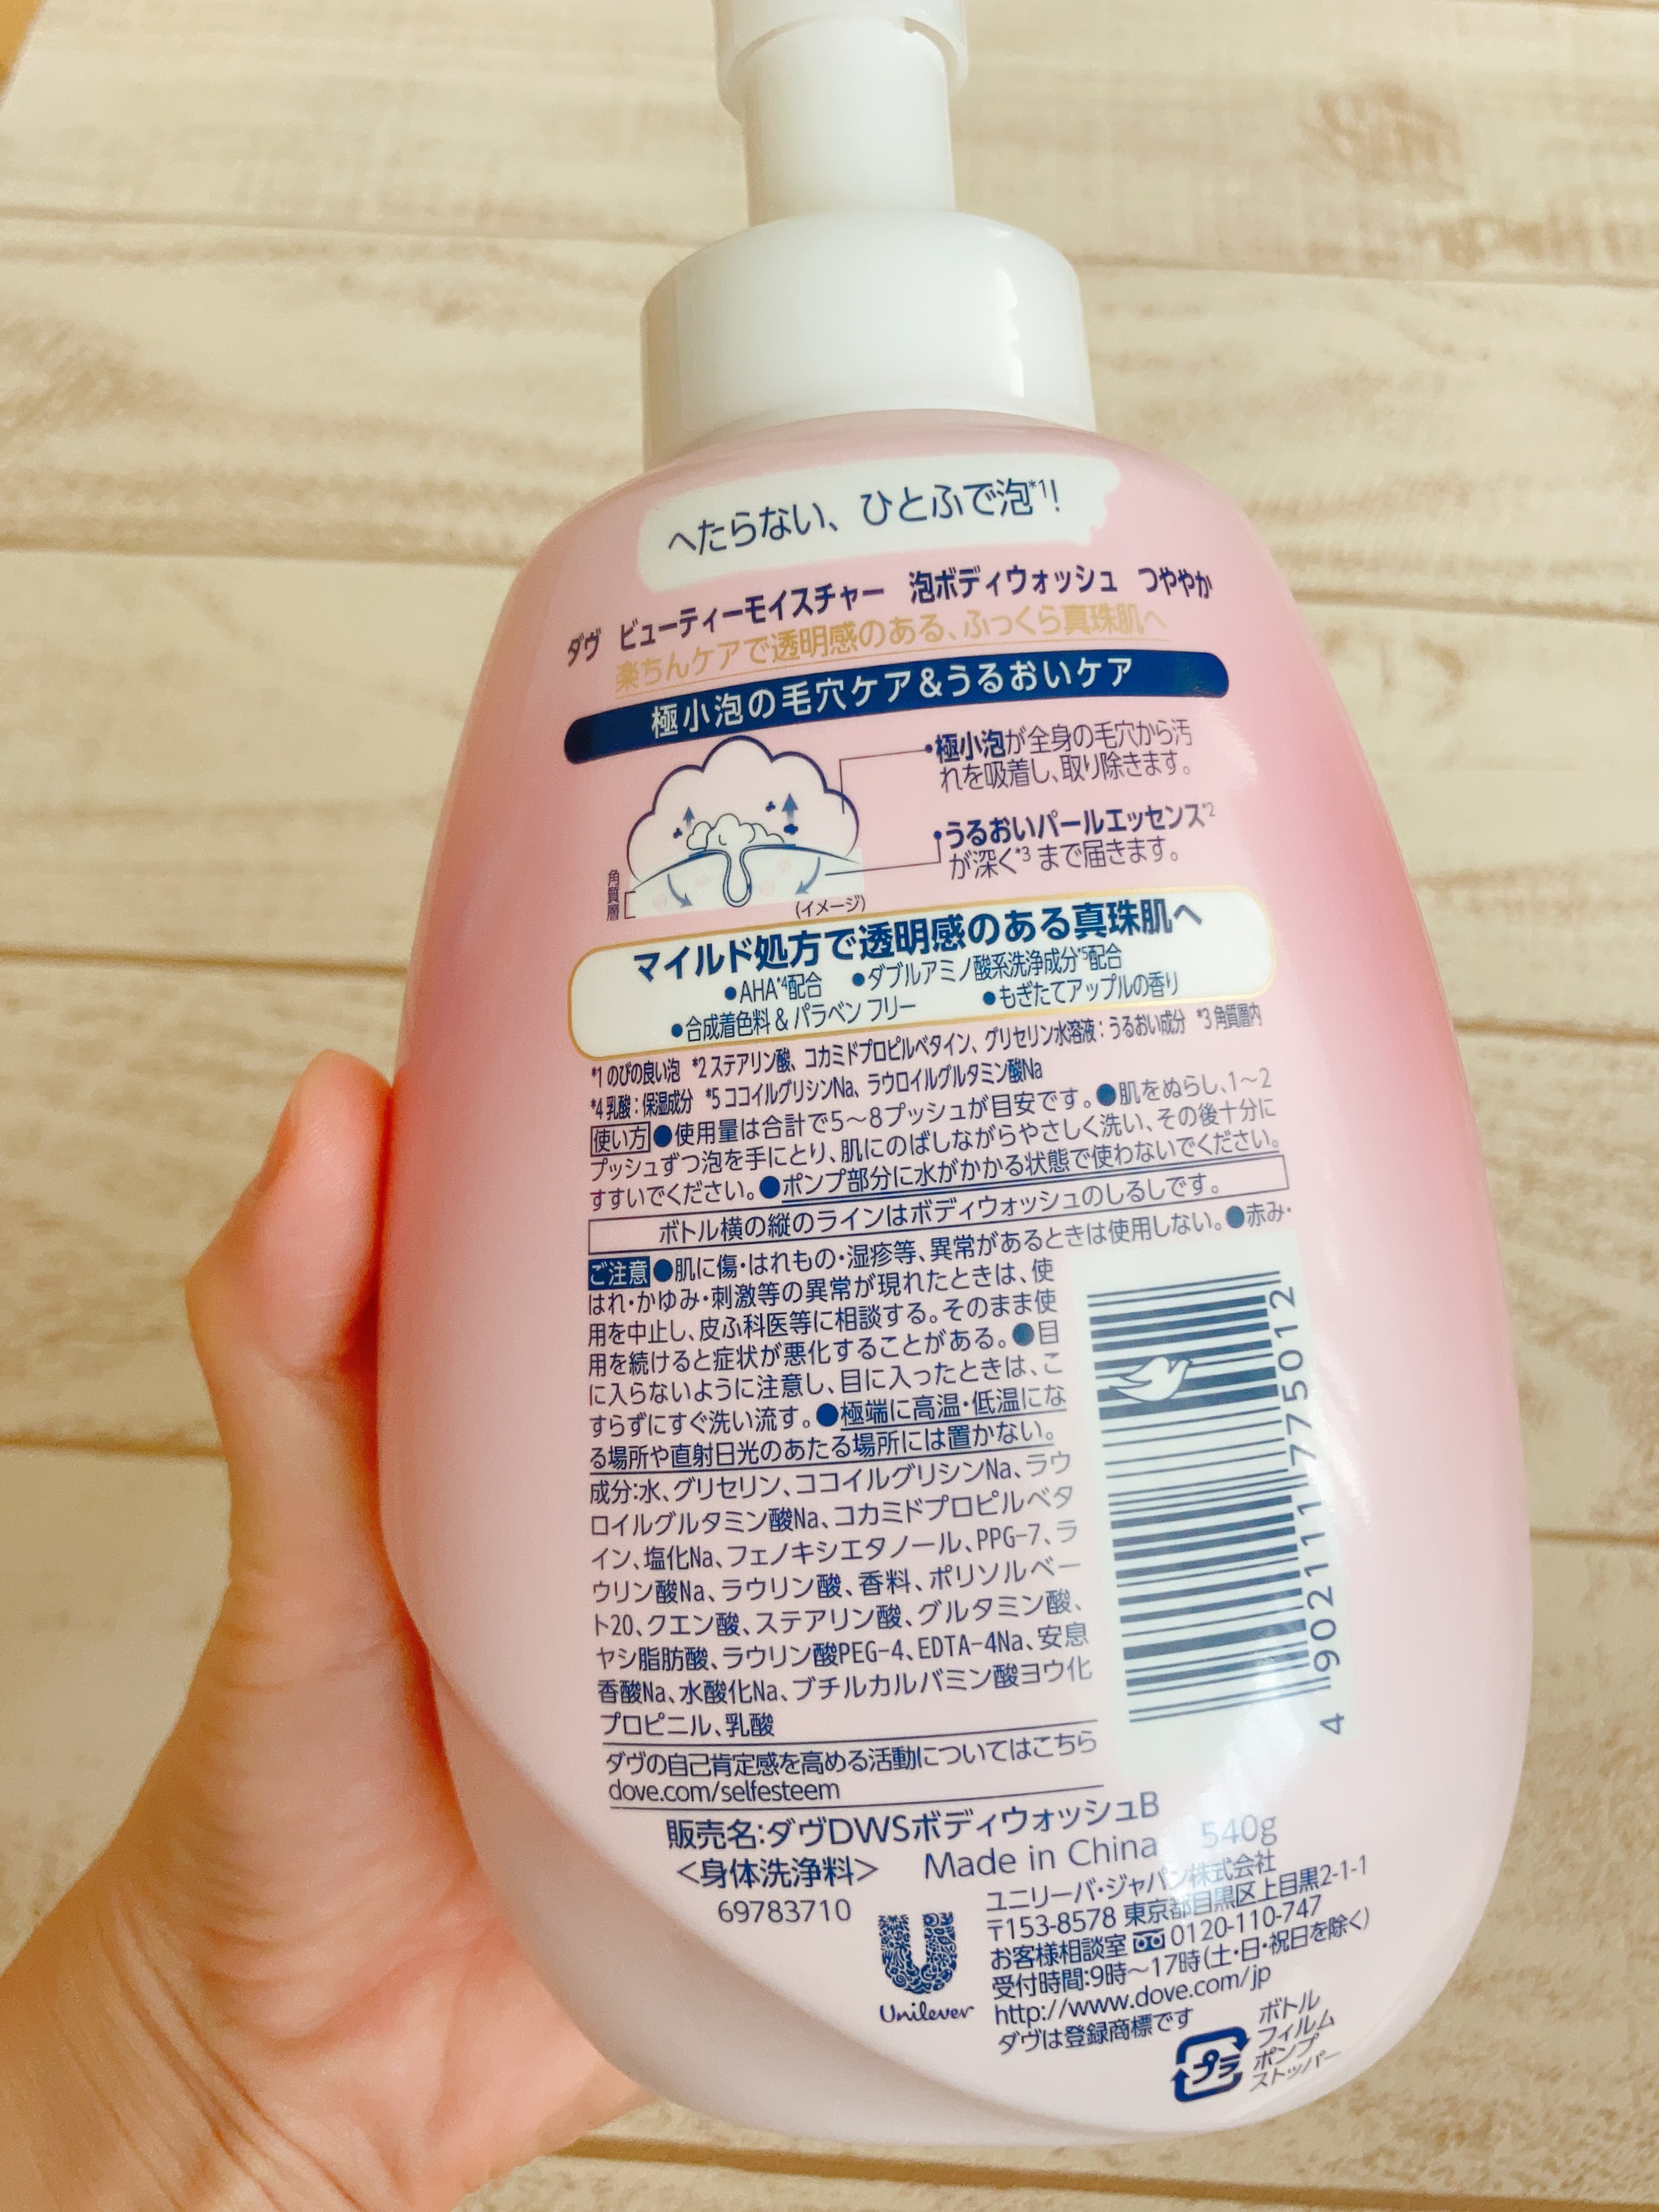 へたらない、ひとふで泡*1!
ダヴ ビューティーモイスチャー 泡ボディウォッシュ つややか
楽ちんケアで透明感のある、ふっくら真珠肌へ
極小泡の毛穴ケア&うるおいケア
・極小泡が全身の毛穴から汚
れを吸着し、取り除きます。
・うるおいパールエッセンス*2
が深く*3まで届きます。
角質層
(イメージ)
マイルド処方で透明感のある真珠肌へ
●AHA*4配合 ●ダブルアミノ酸系洗浄成分*5配合
●合成着色料 & パラベン フリー ●もぎたてアップルの香り
*1 のびの良い泡 *2 ステアリン酸、コカミドプロピルベタイン、グリセリン水溶液：うるおい成分 *3 角質層内
*4 乳酸：保湿成分 *5 ココイルグリシンNa、ラウロイルグルタミン酸Na
使い方●使用量は合計で5～8プッシュが目安です。●肌をぬらし、1～2
プッシュずつ泡を手にとり、肌にのばしながらやさしく洗い、その後十分に
すすいでください。●ポンプ部分に水がかかる状態で使わないでください。
ボトル横の縦のラインはボディウォッシュのしるしです。
ご注意●肌に傷・はれもの・湿疹等、異常があるときは使用しない。●赤み・
はれ・かゆみ・刺激等の異常が現れたときは、使
用を中止し、皮ふ科医等に相談する。そのまま使
用を続けると症状が悪化することがある。●目
に入らないように注意し、目に入ったときは、こ
すらずにすぐ洗い流す。●極端に高温・低温にな
る場所や直射日光のあたる場所には置かない。
成分:水、グリセリン、ココイルグリシンNa、ラウ
ロイルグルタミン酸Na、コカミドプロピルベタ
イン、塩化Na、フェノキシエタノール、PPG-7、ラ
ウリン酸Na、ラウリン酸、香料、ポリソルベー
ト20、クエン酸、ステアリン酸、グルタミン酸、
ヤシ脂肪酸、ラウリン酸PEG-4、EDTA-4Na、安息
香酸Na、水酸化Na、ブチルカルバミン酸ヨウ化
プロピニル、乳酸
4 902111 775012
ダヴの自己肯定感を高める活動についてはこちら
dove.com/selfesteem
販売名:ダヴDWSボディウォッシュB
<身体洗浄料> Made in China 540g
69783710
Unilever
ユニリーバ・ジャパン株式会社
〒153-8578 東京都目黒区上目黒2-1-1
お客様相談室 0120-110-747
受付時間:9時～17時(土・日・祝日を除く)
http://www.dove.com/jp
ダヴは登録商標です
プラ
ボトル
フィルム
ポンプ
ストッパー